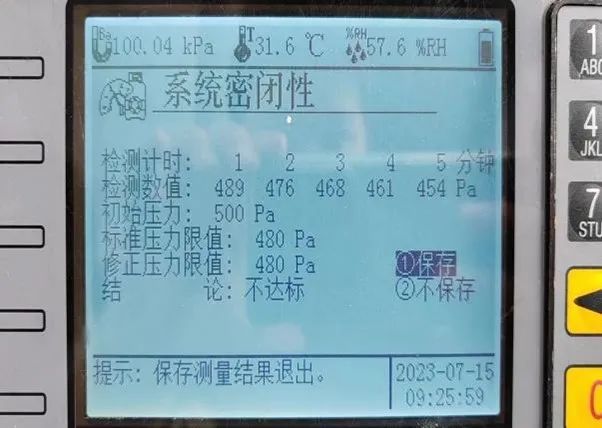 Ba 100.04 kPa T 31.6 ℃ %RH 57.6 %RH
系统密闭性
检测计时: 1 2 3 4 5 分钟
检测数值: 489 476 468 461 454 Pa
初始压力: 500 Pa
标准压力限值: 480 Pa
修正压力限值: 480 Pa ①保存
结 论: 不达标 ②不保存
提示: 保存测量结果退出。 2023-07-15
09:25:59
1
ABC
4
JKL
7
STU